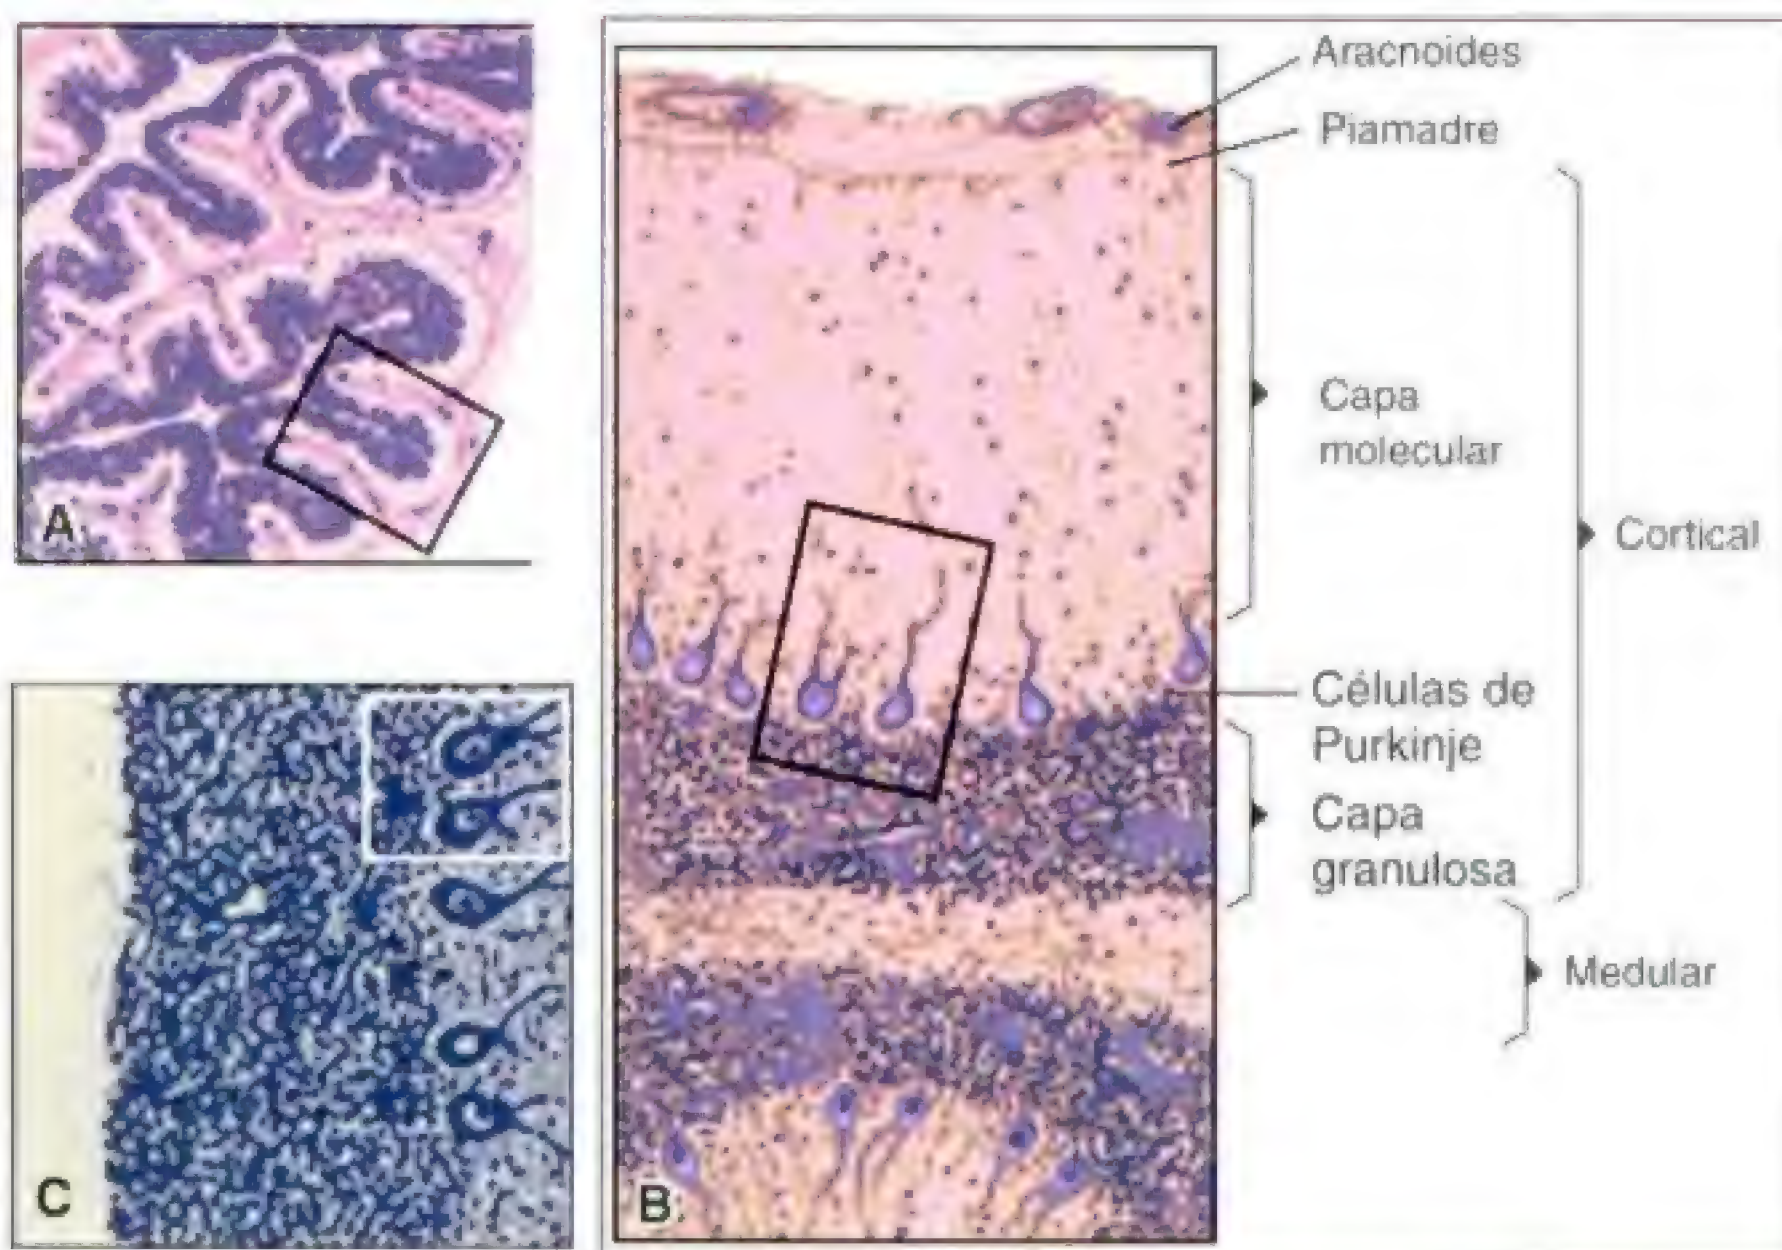 A
Aracnoides
Piamadre
Capa
molecular
Cortical
Células de
Purkinje
Capa
granulosa
Medular
C
B